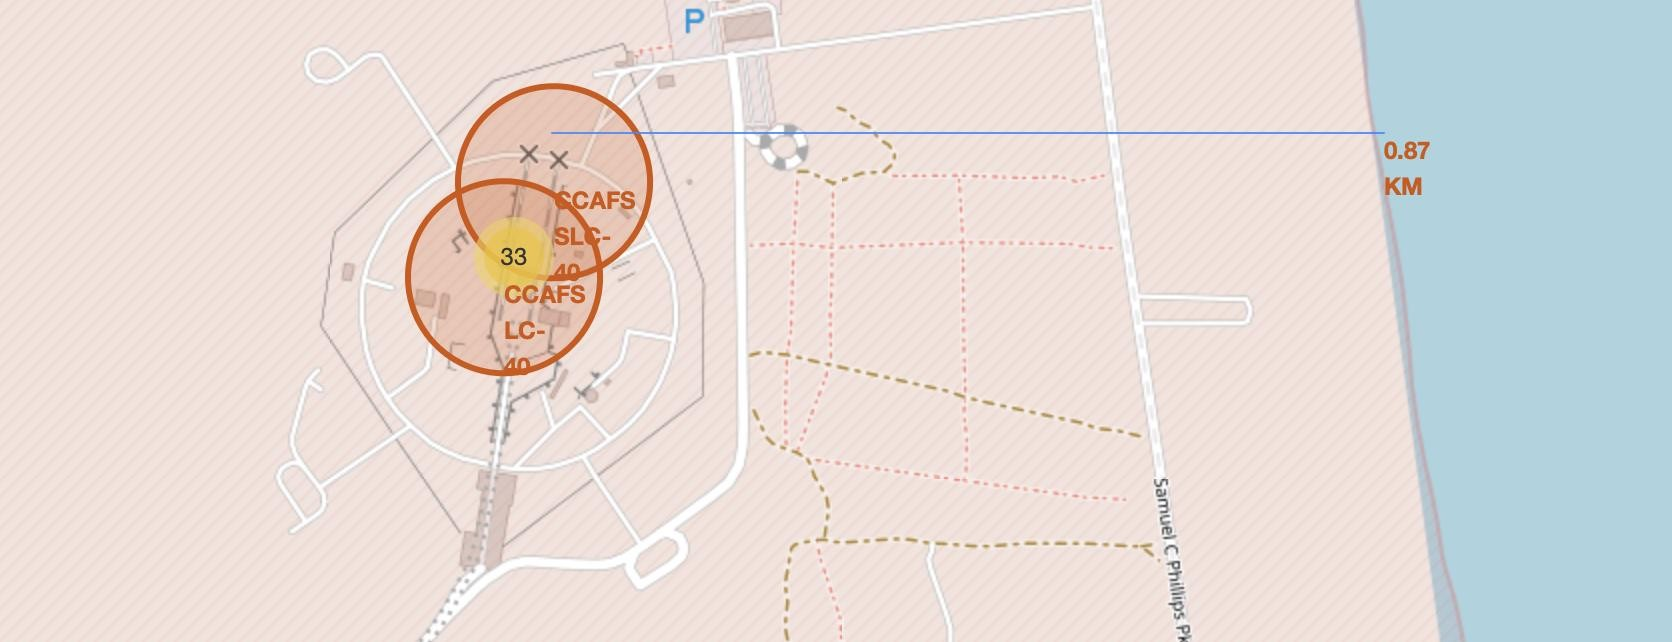 P
0.87
KM
CCAFS
SLC-
40
33
CCAFS
LC-
40
Samuel C Phillips Pk